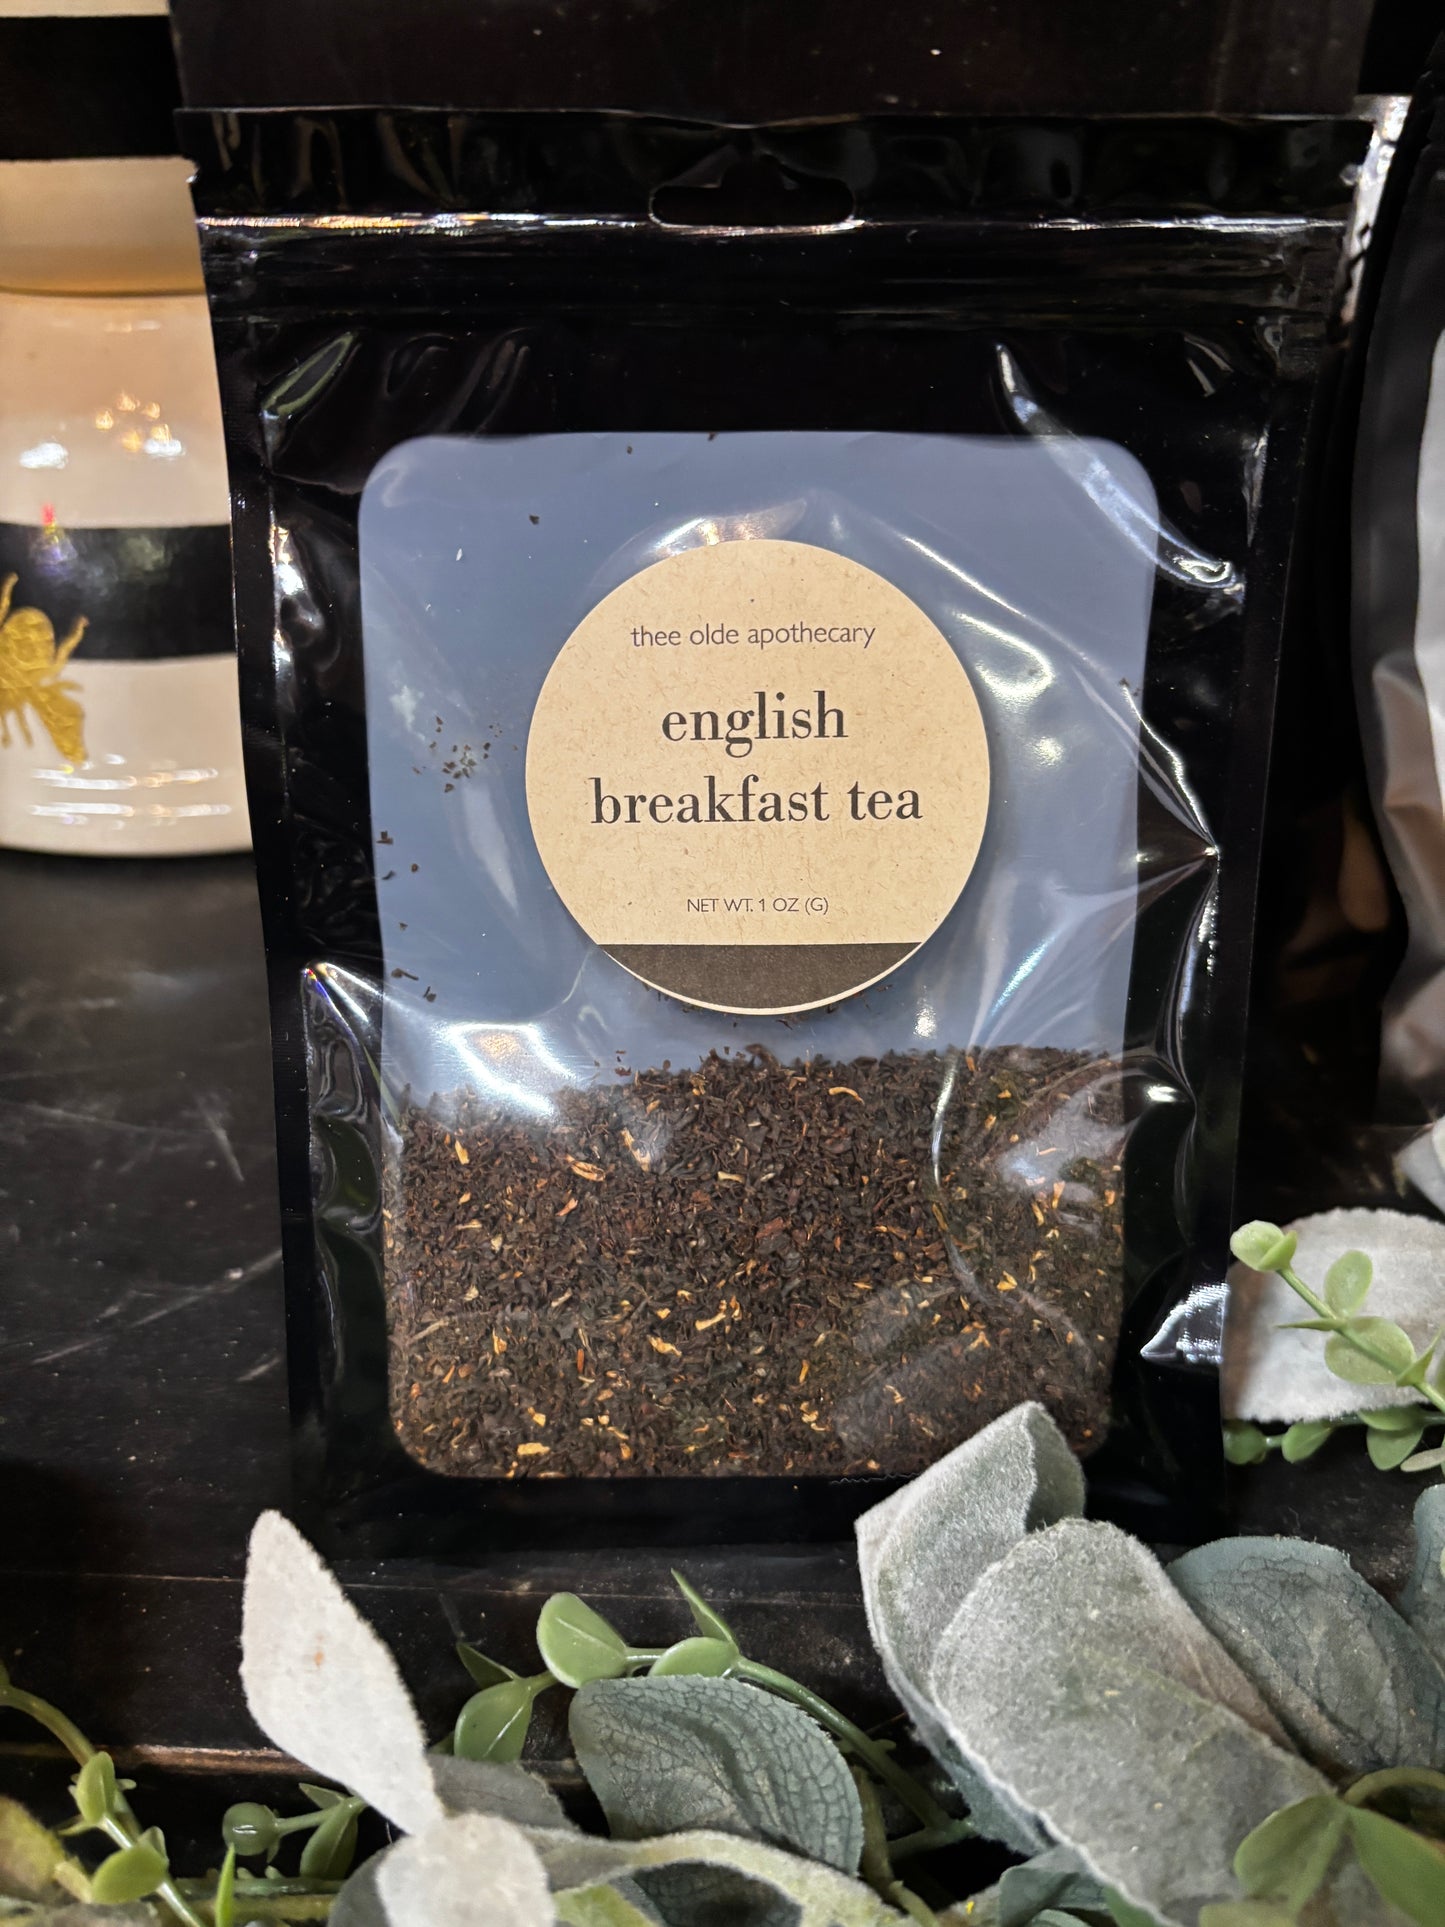 thee olde apothecary
english
breakfast tea
NET WT. 1 OZ (G)